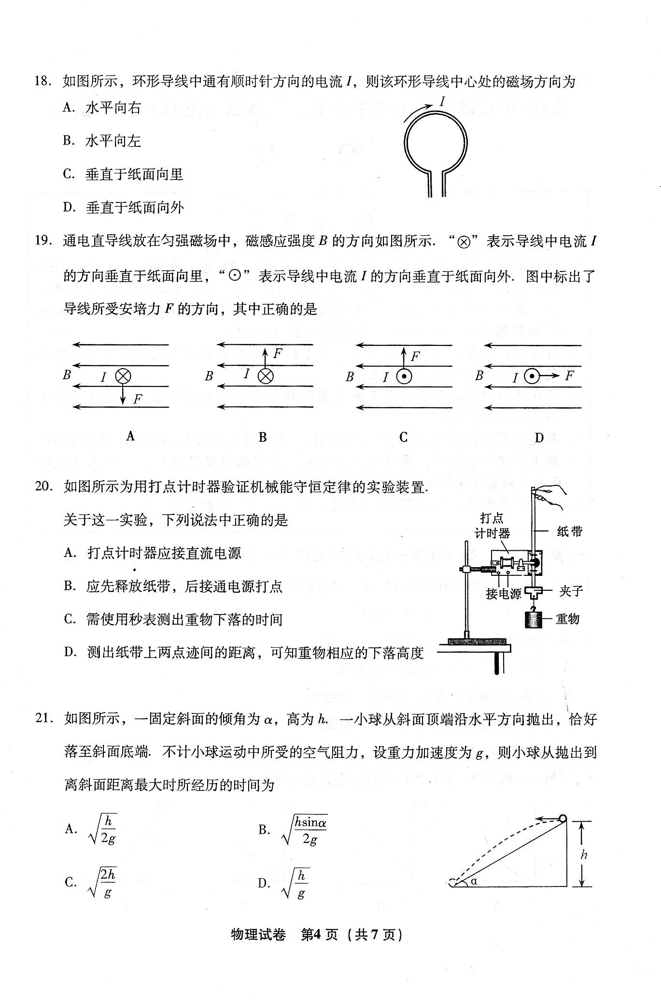 18. 如图所示，环形导线中通有顺时针方向的电流 I，则该环形导线中心处的磁场方向为
A. 水平向右
B. 水平向左
C. 垂直于纸面向里
D. 垂直于纸面向外
I
19. 通电直导线放在匀强磁场中，磁感应强度 B 的方向如图所示. “⊗” 表示导线中电流 I
的方向垂直于纸面向里，“⊙” 表示导线中电流 I 的方向垂直于纸面向外. 图中标出了
导线所受安培力 F 的方向，其中正确的是
B I F
B I F
B I F
B I F
A B C D
20. 如图所示为用打点计时器验证机械能守恒定律的实验装置.
关于这一实验，下列说法中正确的是
A. 打点计时器应接直流电源
B. 应先释放纸带，后接通电源打点
C. 需使用秒表测出重物下落的时间
D. 测出纸带上两点迹间的距离，可知重物相应的下落高度
打点
计时器
纸带
接电源
夹子
重物
21. 如图所示，一固定斜面的倾角为 α，高为 h. 一小球从斜面顶端沿水平方向抛出，恰好
落至斜面底端. 不计小球运动中所受的空气阻力，设重力加速度为 g，则小球从抛出到
离斜面距离最大时所经历的时间为
A. √(h/2g) B. √(hsinα/2g)
C. √(2h/g) D. √(h/g)
h
α
物理试卷 第4页（共7页）